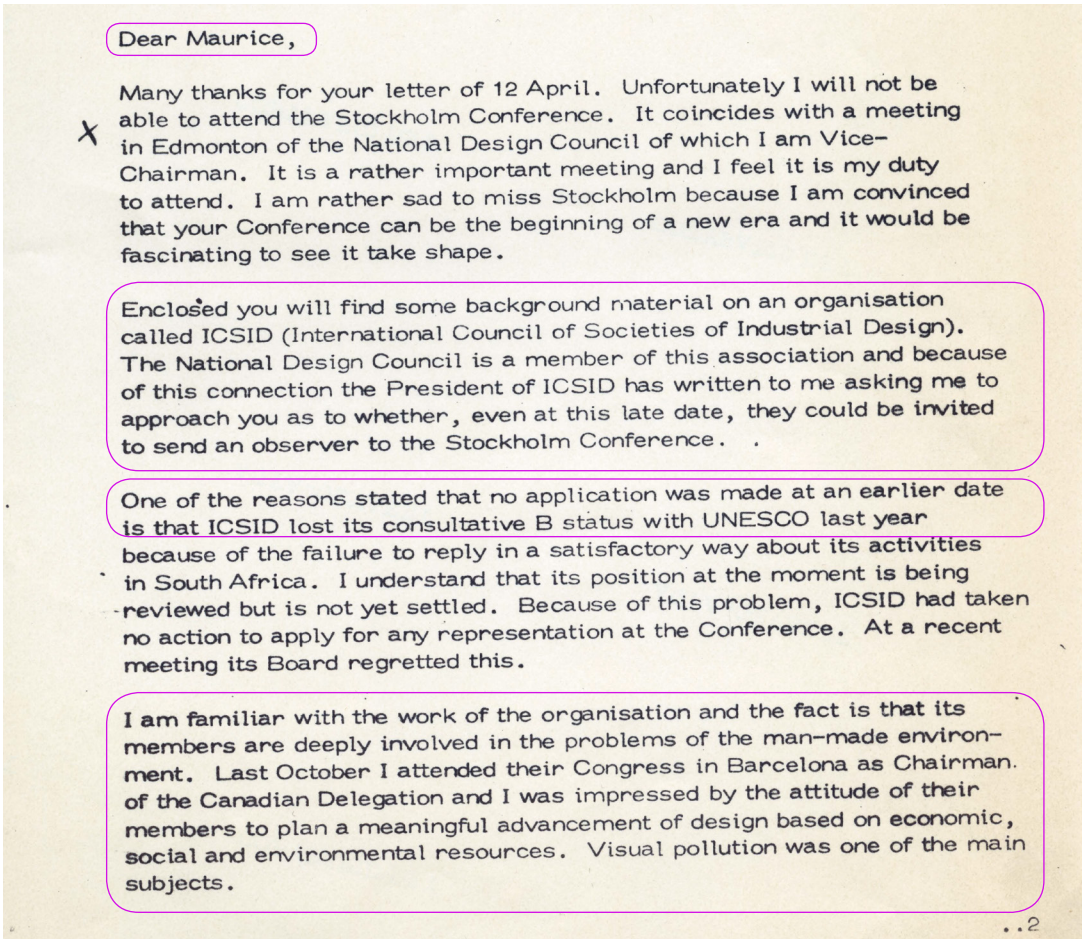 Dear Maurice,
Many thanks for your letter of 12 April. Unfortunately I will not be
able to attend the Stockholm Conference. It coincides with a meeting
X
in Edmonton of the National Design Council of which I am Vice-
Chairman. It is a rather important meeting and I feel it is my duty
to attend. I am rather sad to miss Stockholm because I am convinced
that your Conference can be the beginning of a new era and it would be
fascinating to see it take shape.
Enclosed you will find some background material on an organisation
called ICSID (International Council of Societies of Industrial Design).
The National Design Council is a member of this association and because
of this connection the President of ICSID has written to me asking me to
approach you as to whether, even at this late date, they could be invited
to send an observer to the Stockholm Conference. .
One of the reasons stated that no application was made at an earlier date
is that ICSID lost its consultative B status with UNESCO last year
because of the failure to reply in a satisfactory way about its activities
in South Africa. I understand that its position at the moment is being
reviewed but is not yet settled. Because of this problem, ICSID had taken
no action to apply for any representation at the Conference. At a recent
meeting its Board regretted this.
I am familiar with the work of the organisation and the fact is that its
members are deeply involved in the problems of the man-made environ-
ment. Last October I attended their Congress in Barcelona as Chairman.
of the Canadian Delegation and I was impressed by the attitude of their
members to plan a meaningful advancement of design based on economic,
social and environmental resources. Visual pollution was one of the main
subjects.
..2